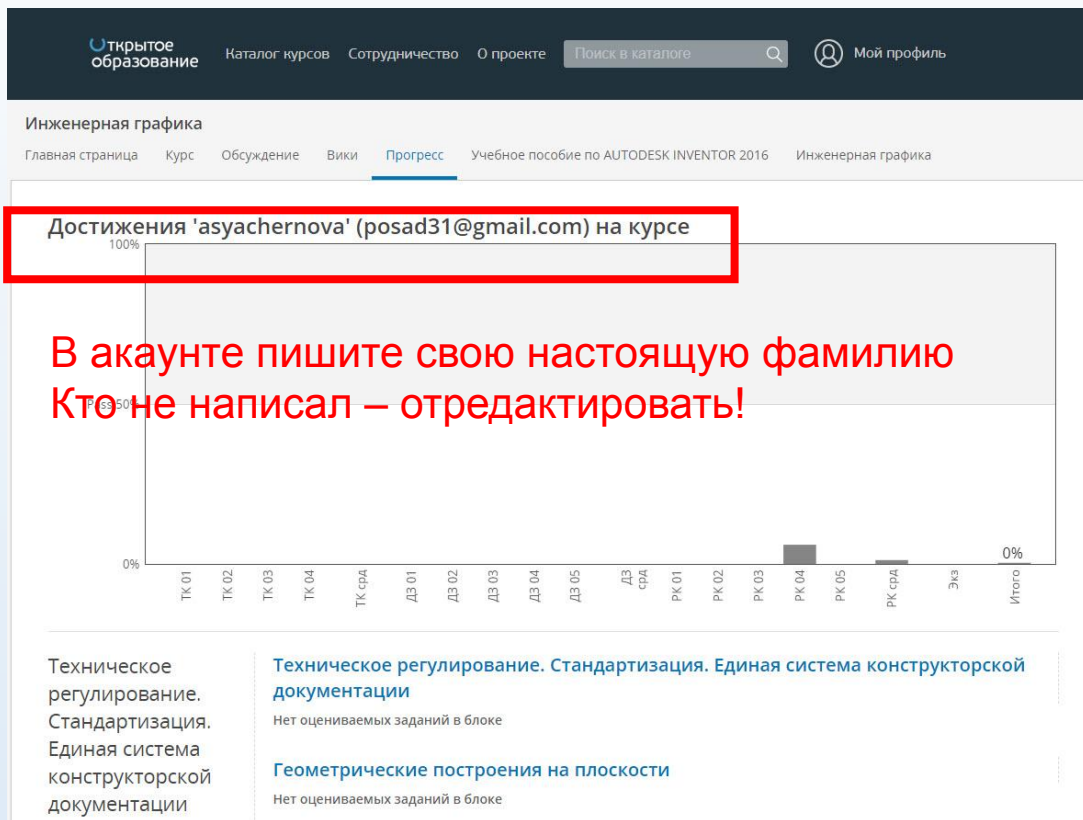 Открытое
образование
Каталог курсов Сотрудничество О проекте Поиск в каталоге Мой профиль
Инженерная графика
Главная страница Курс Обсуждение Вики Прогресс Учебное пособие по AUTODESK INVENTOR 2016 Инженерная графика
Достижения 'asyachernova' (posad31@gmail.com) на курсе
100%
В акаунте пишите свою настоящую фамилию
Pass 50%
Кто не написал – отредактировать!
0%
0%
ТК 01 ТК 02 ТК 03 ТК 04 ТК срд ДЗ 01 ДЗ 02 ДЗ 03 ДЗ 04 ДЗ 05 ДЗ срд РК 01 РК 02 РК 03 РК 04 РК 05 РК срд Экз Итого
Техническое
регулирование.
Стандартизация.
Единая система
конструкторской
документации
Техническое регулирование. Стандартизация. Единая система конструкторской
документации
Нет оцениваемых заданий в блоке
Геометрические построения на плоскости
Нет оцениваемых заданий в блоке